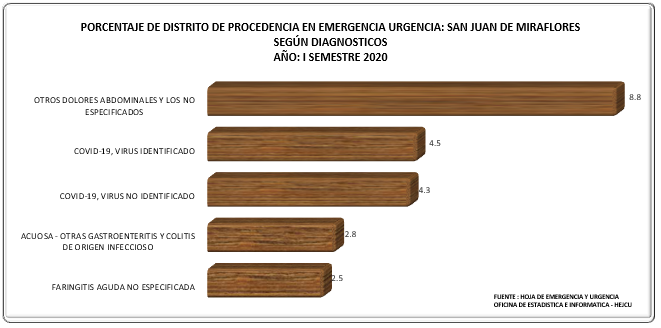 PORCENTAJE DE DISTRITO DE PROCEDENCIA EN EMERGENCIA URGENCIA: SAN JUAN DE MIRAFLORES
SEGÚN DIAGNOSTICOS
AÑO: I SEMESTRE 2020
OTROS DOLORES ABDOMINALES Y LOS NO
ESPECIFICADOS
8.8
COVID-19, VIRUS IDENTIFICADO
4.5
COVID-19, VIRUS NO IDENTIFICADO
4.3
ACUOSA - OTRAS GASTROENTERITIS Y COLITIS
DE ORIGEN INFECCIOSO
2.8
FARINGITIS AGUDA NO ESPECIFICADA
2.5
FUENTE : HOJA DE EMERGENCIA Y URGENCIA
OFICINA DE ESTADISTICA E INFORMATICA - HEJCU